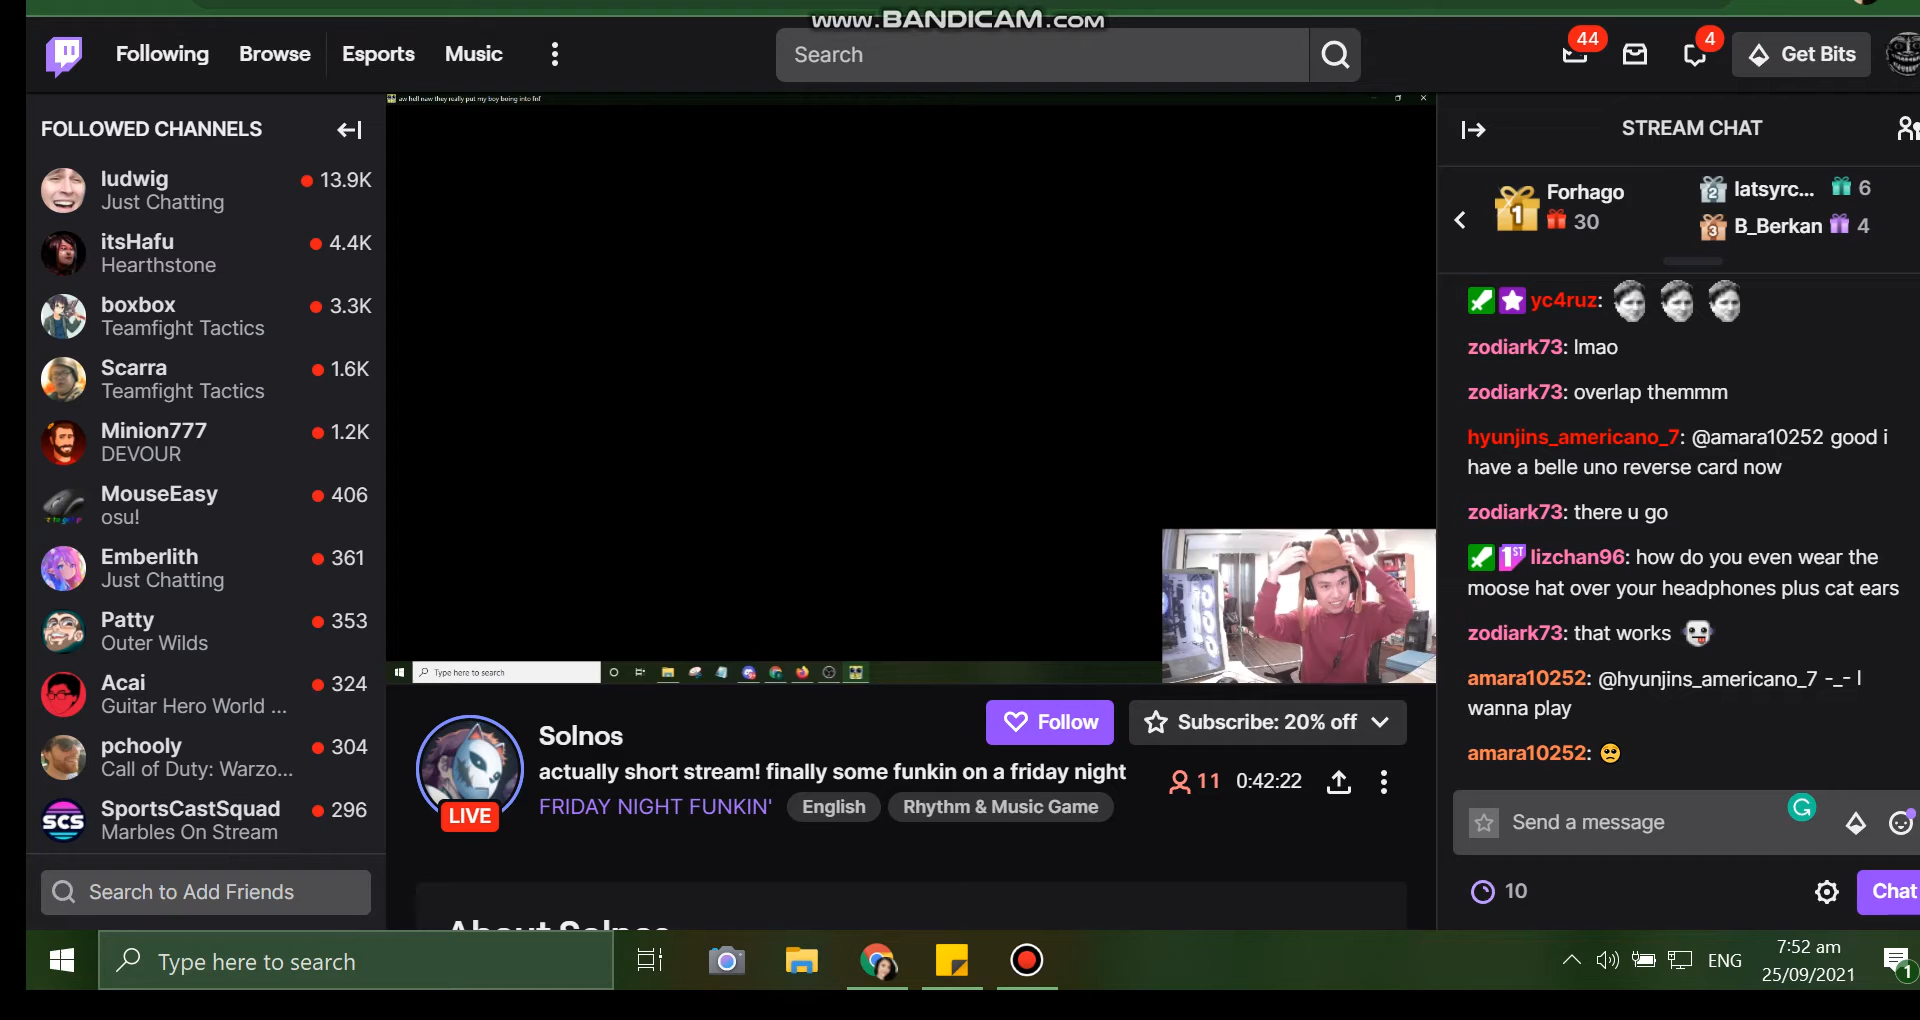 www.BANDICAM.com
Following Browse Esports Music
Search
44
4
Get Bits
FOLLOWED CHANNELS
ludwig 13.9K
Just Chatting
itsHafu 4.4K
Hearthstone
boxbox 3.3K
Teamfight Tactics
Scarra 1.6K
Teamfight Tactics
Minion777 1.2K
DEVOUR
MouseEasy 406
osu!
Emberlith 361
Just Chatting
Patty 353
Outer Wilds
Acai 324
Guitar Hero World ...
pchooly 304
Call of Duty: Warzo...
SCS
SportsCastSquad 296
Marbles On Stream
Search to Add Friends
aw hell naw they really put my boy boing into fnf
Type here to search
Solnos
LIVE
actually short stream! finally some funkin on a friday night
FRIDAY NIGHT FUNKIN' English Rhythm & Music Game
Follow
Subscribe: 20% off
11 0:42:22
About Solnos
STREAM CHAT
1 Forhago
30
2 latsyrc... 6
3 B_Berkan 4
yc4ruz:
zodiark73: lmao
zodiark73: overlap themmm
hyunjins_americano_7: @amara10252 good i
have a belle uno reverse card now
zodiark73: there u go
1ST lizchan96: how do you even wear the
moose hat over your headphones plus cat ears
zodiark73: that works
amara10252: @hyunjins_americano_7 -_- I
wanna play
amara10252:
Send a message
10
Chat
Type here to search
ENG
7:52 am
25/09/2021
1